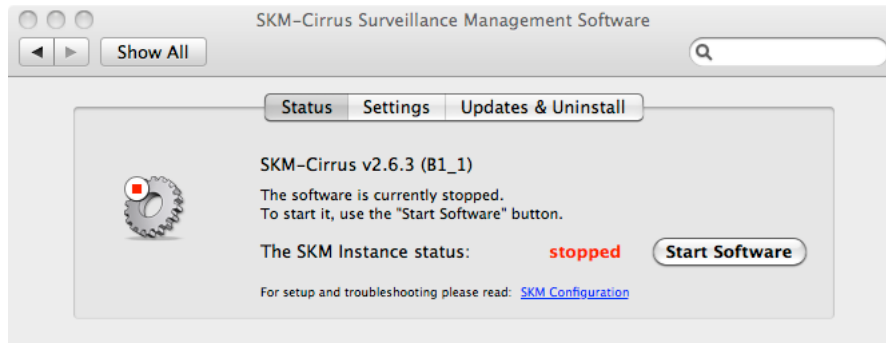 SKM-Cirrus Surveillance Management Software
Show All
Status Settings Updates & Uninstall
SKM-Cirrus v2.6.3 (B1_1)
The software is currently stopped.
To start it, use the "Start Software" button.
The SKM Instance status: stopped Start Software
For setup and troubleshooting please read: SKM Configuration